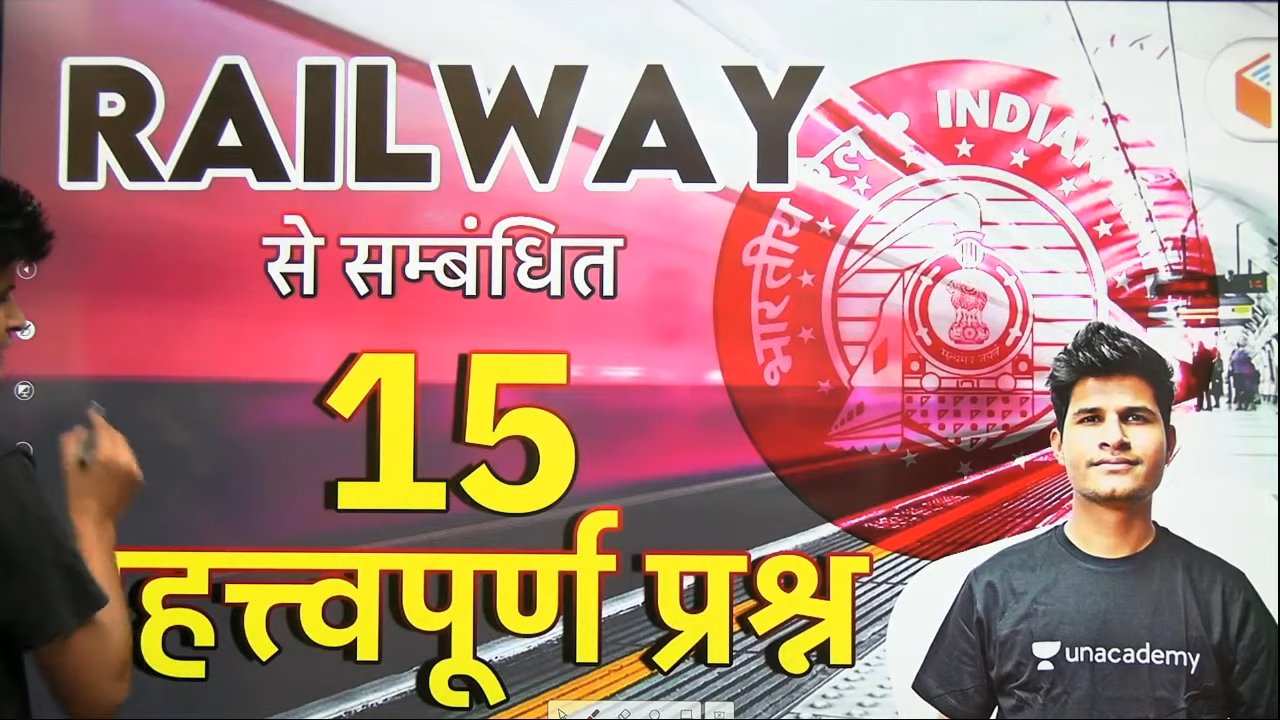 RAILWAY
से सम्बंधित
15
हत्त्वपूर्ण प्रश्न
भारतीय
INDIAN
unacademy